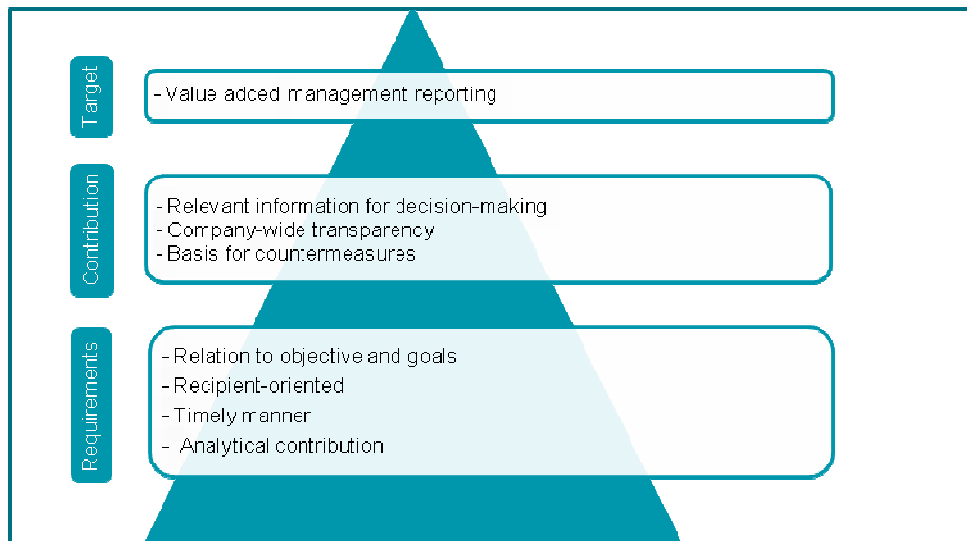 Target
- Value added management reporting
Contribution
- Relevant information for decision-making
- Company-wide transparency
- Basis for countermeasures
Requirements
- Relation to objective and goals
- Recipient-oriented
- Timely manner
- Analytical contribution